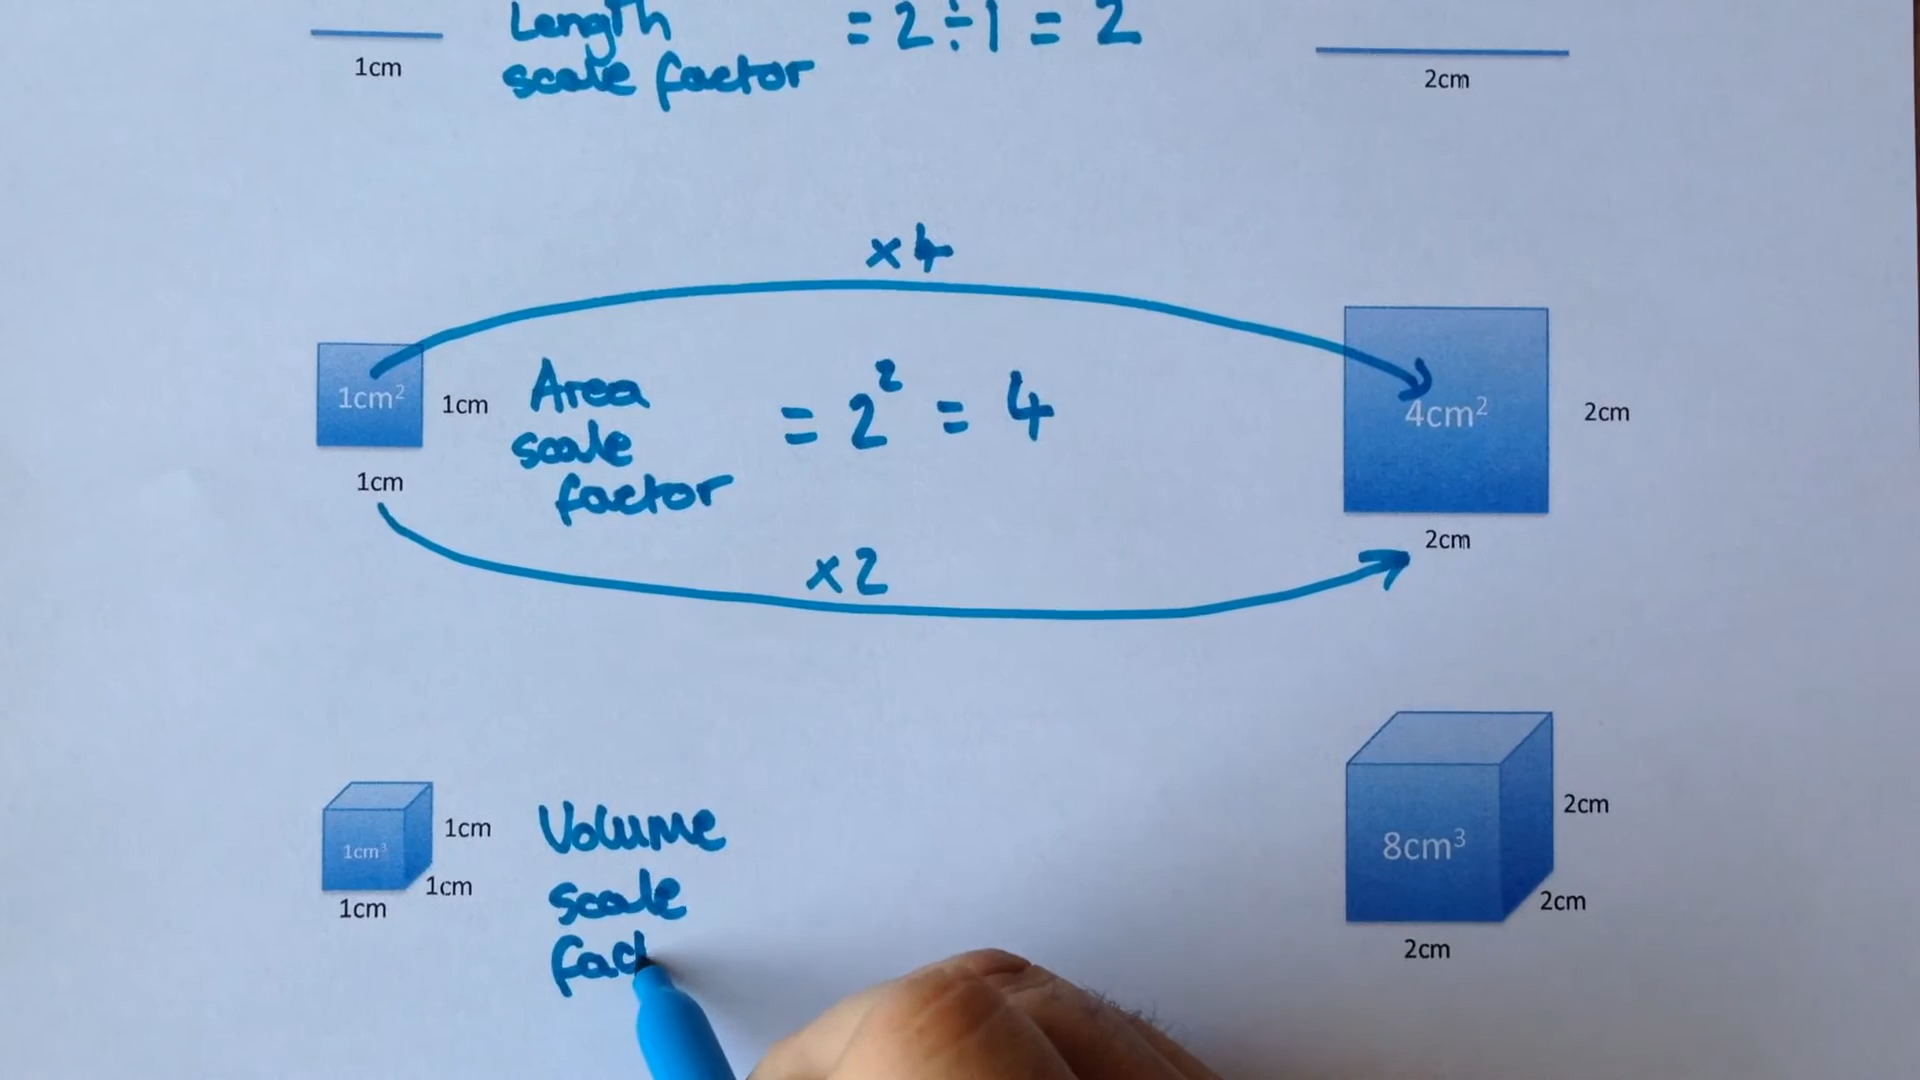 Length
= 2 ÷ 1 = 2
scale factor
1cm
2cm
×4
1cm²
1cm
1cm
Area
scale
factor
= 2² = 4
4cm²
2cm
2cm
×2
1cm³
1cm
1cm
1cm
Volume
scale
fac
8cm³
2cm
2cm
2cm